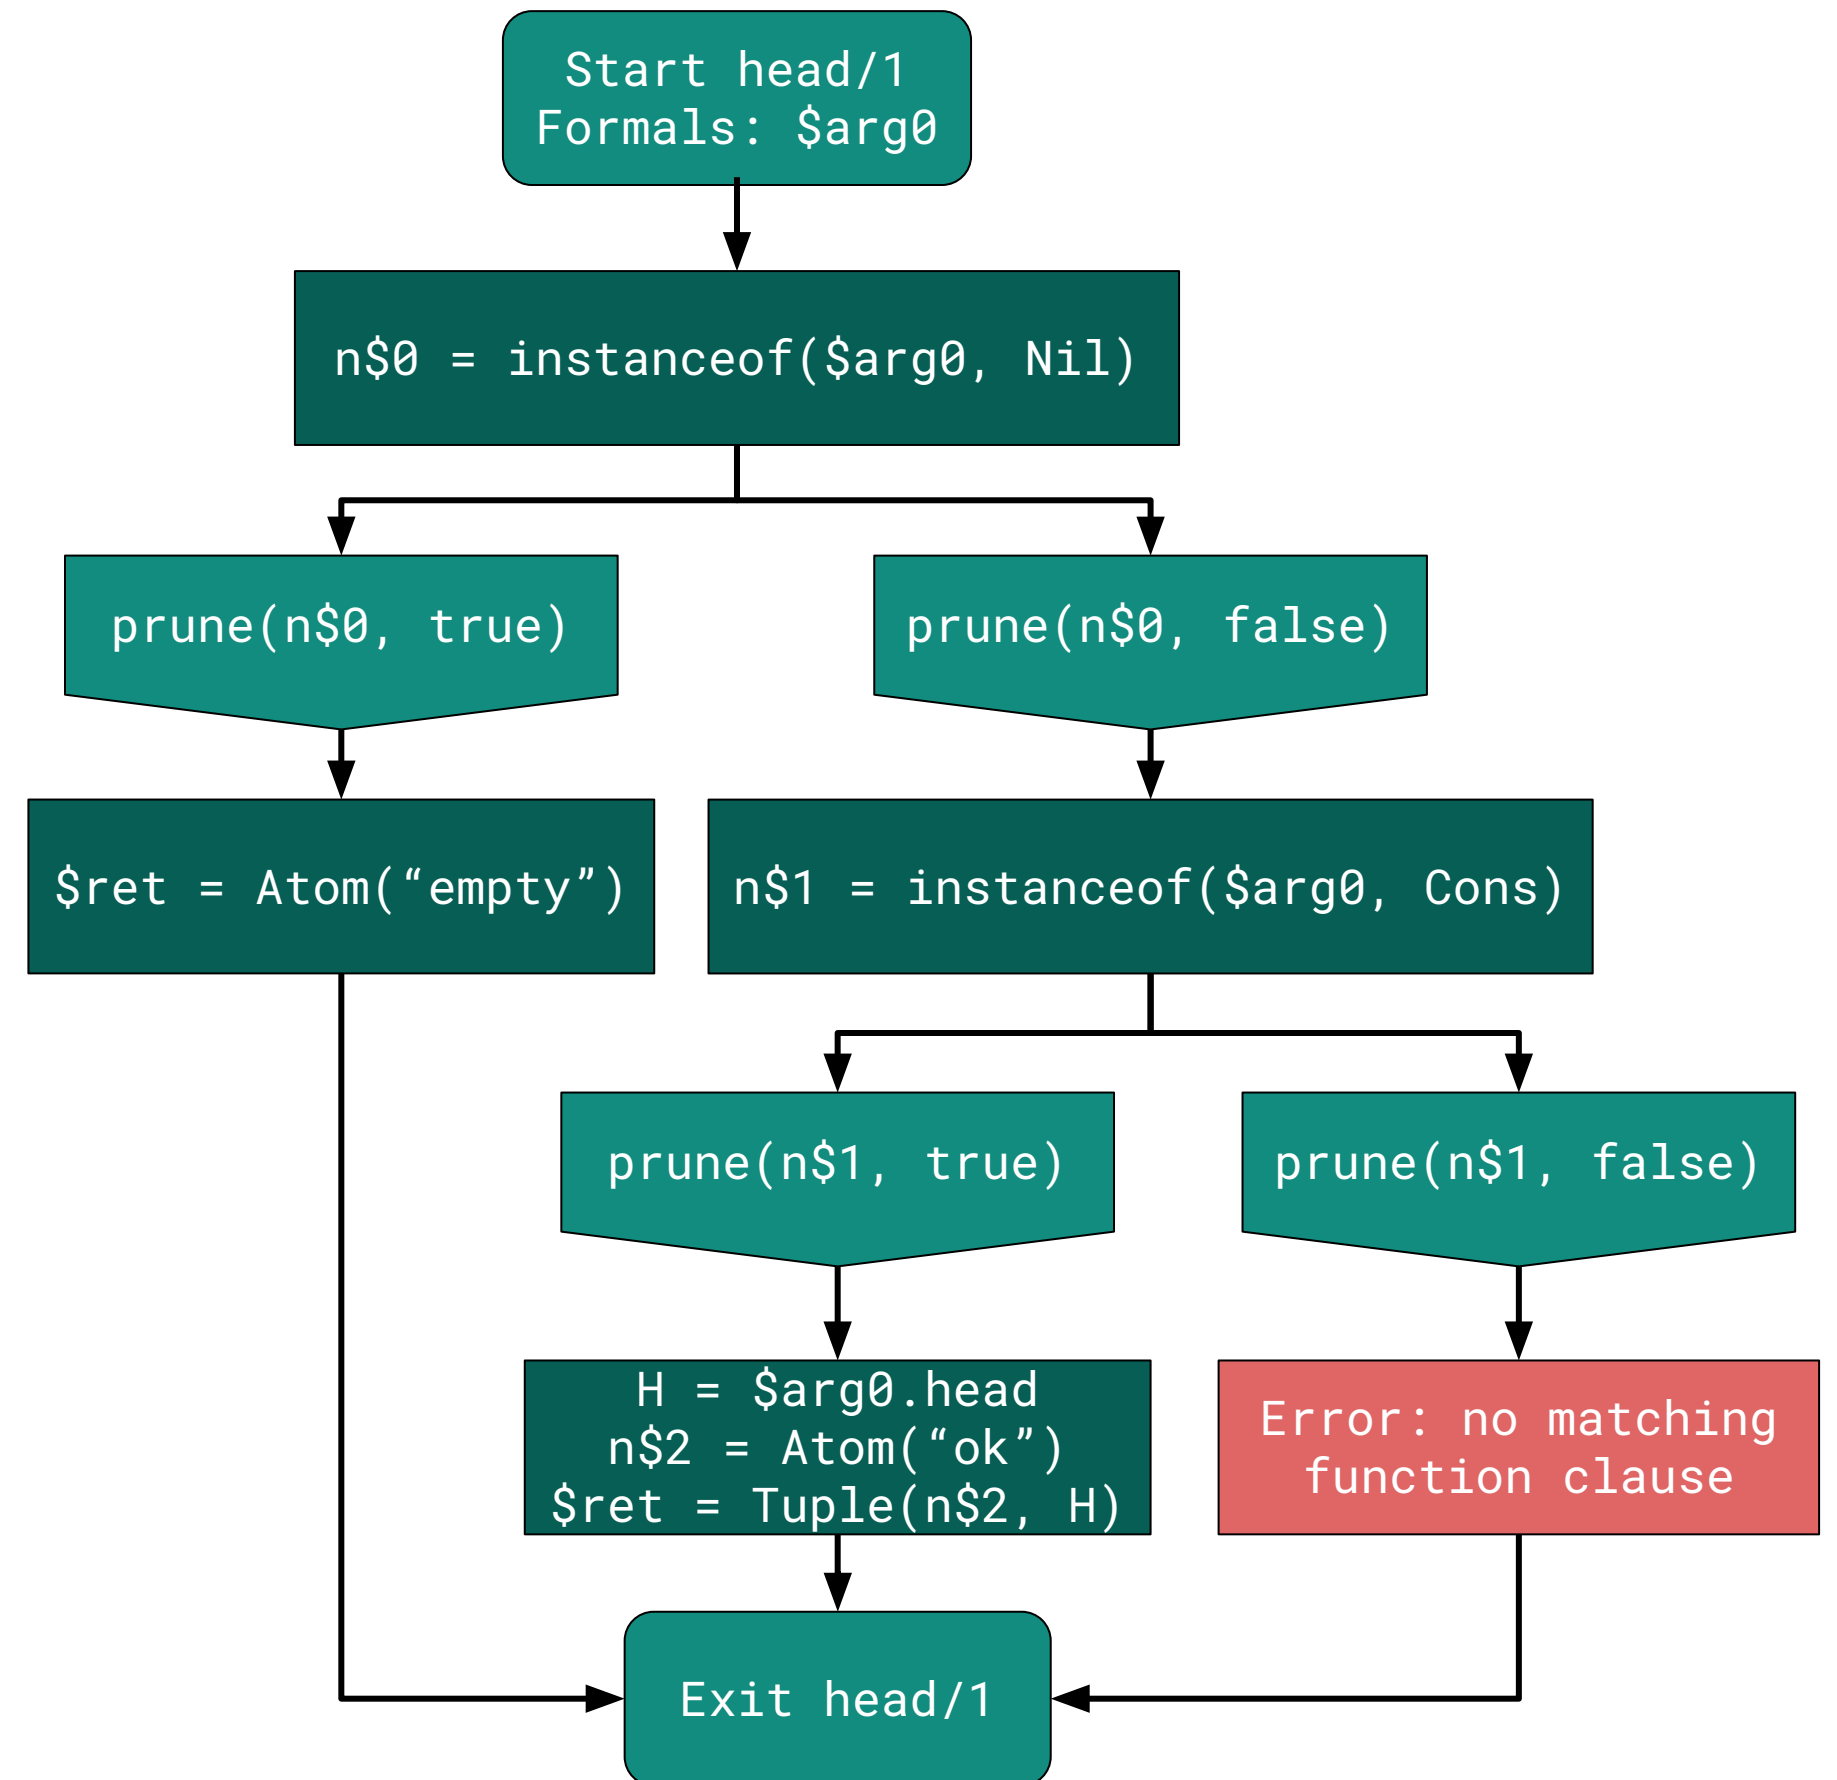 Start head/1
Formals: $arg0
n$0 = instanceof($arg0, Nil)
prune(n$0, true)
prune(n$0, false)
$ret = Atom(“empty”)
n$1 = instanceof($arg0, Cons)
prune(n$1, true)
prune(n$1, false)
H = $arg0.head
n$2 = Atom(“ok”)
$ret = Tuple(n$2, H)
Error: no matching
function clause
Exit head/1